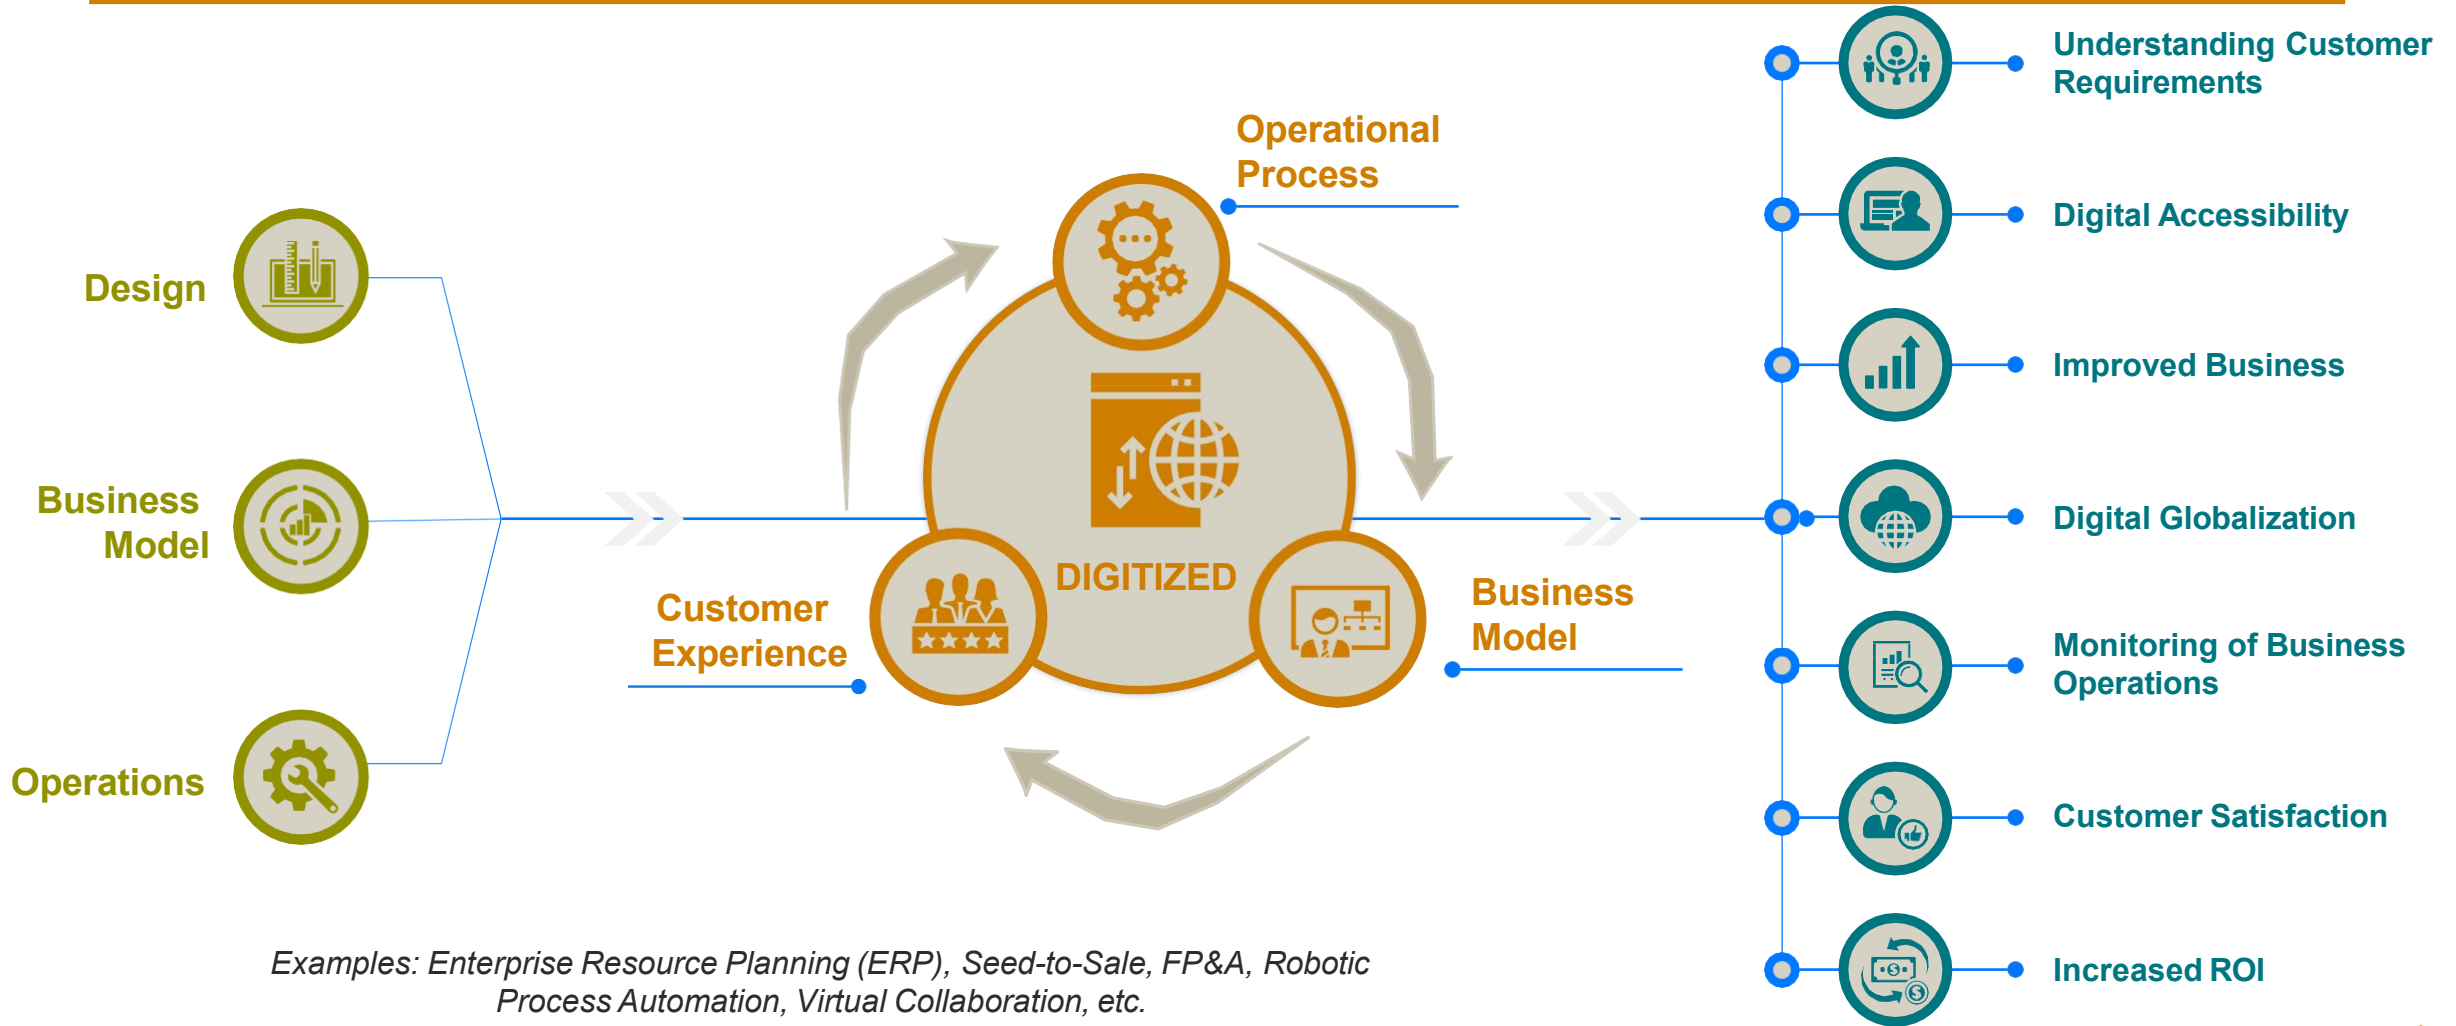 Design
Business
Model
Operations
Operational
Process
DIGITIZED
Customer
Experience
Business
Model
Understanding Customer
Requirements
Digital Accessibility
Improved Business
Digital Globalization
Monitoring of Business
Operations
Customer Satisfaction
Increased ROI
Examples: Enterprise Resource Planning (ERP), Seed-to-Sale, FP&A, Robotic
Process Automation, Virtual Collaboration, etc.